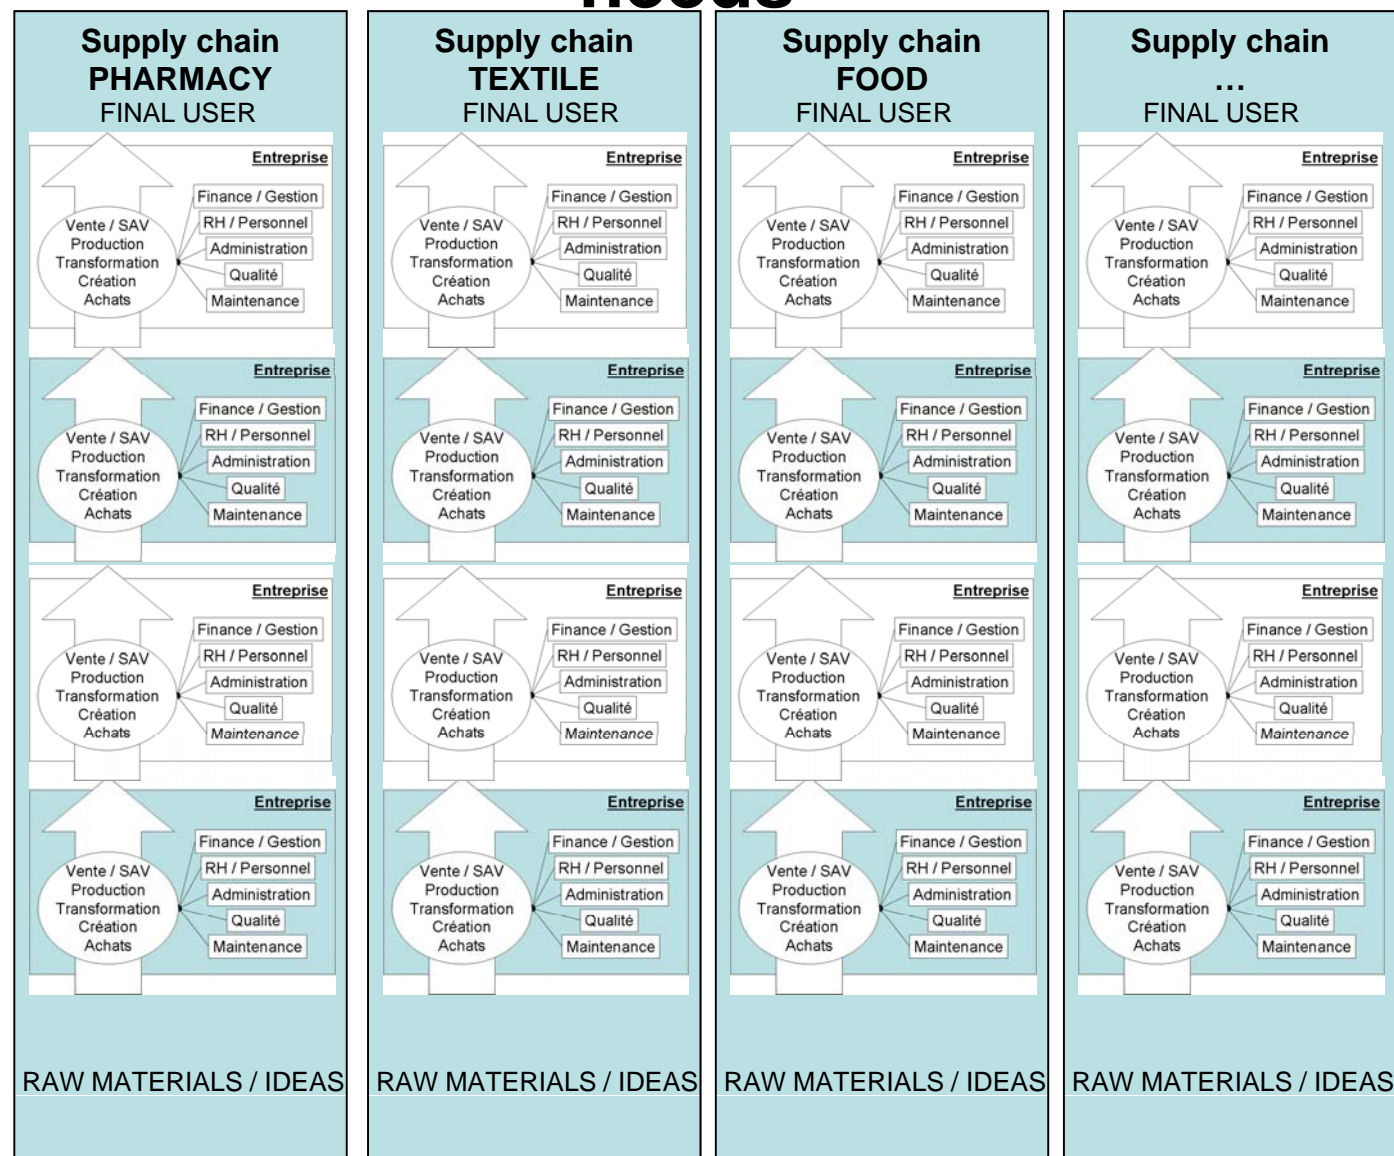 needs
Supply chain
PHARMACY
FINAL USER
Entreprise
Finance / Gestion
RH / Personnel
Administration
Qualité
Maintenance
Vente / SAV
Production
Transformation
Création
Achats
Entreprise
Finance / Gestion
RH / Personnel
Administration
Qualité
Maintenance
Vente / SAV
Production
Transformation
Création
Achats
Entreprise
Finance / Gestion
RH / Personnel
Administration
Qualité
Maintenance
Vente / SAV
Production
Transformation
Création
Achats
Entreprise
Finance / Gestion
RH / Personnel
Administration
Qualité
Maintenance
Vente / SAV
Production
Transformation
Création
Achats
RAW MATERIALS / IDEAS
Supply chain
TEXTILE
FINAL USER
Entreprise
Finance / Gestion
RH / Personnel
Administration
Qualité
Maintenance
Vente / SAV
Production
Transformation
Création
Achats
Entreprise
Finance / Gestion
RH / Personnel
Administration
Qualité
Maintenance
Vente / SAV
Production
Transformation
Création
Achats
Entreprise
Finance / Gestion
RH / Personnel
Administration
Qualité
Maintenance
Vente / SAV
Production
Transformation
Création
Achats
Entreprise
Finance / Gestion
RH / Personnel
Administration
Qualité
Maintenance
Vente / SAV
Production
Transformation
Création
Achats
RAW MATERIALS / IDEAS
Supply chain
FOOD
FINAL USER
Entreprise
Finance / Gestion
RH / Personnel
Administration
Qualité
Maintenance
Vente / SAV
Production
Transformation
Création
Achats
Entreprise
Finance / Gestion
RH / Personnel
Administration
Qualité
Maintenance
Vente / SAV
Production
Transformation
Création
Achats
Entreprise
Finance / Gestion
RH / Personnel
Administration
Qualité
Maintenance
Vente / SAV
Production
Transformation
Création
Achats
Entreprise
Finance / Gestion
RH / Personnel
Administration
Qualité
Maintenance
Vente / SAV
Production
Transformation
Création
Achats
RAW MATERIALS / IDEAS
Supply chain
...
FINAL USER
Entreprise
Finance / Gestion
RH / Personnel
Administration
Qualité
Maintenance
Vente / SAV
Production
Transformation
Création
Achats
Entreprise
Finance / Gestion
RH / Personnel
Administration
Qualité
Maintenance
Vente / SAV
Production
Transformation
Création
Achats
Entreprise
Finance / Gestion
RH / Personnel
Administration
Qualité
Maintenance
Vente / SAV
Production
Transformation
Création
Achats
Entreprise
Finance / Gestion
RH / Personnel
Administration
Qualité
Maintenance
Vente / SAV
Production
Transformation
Création
Achats
RAW MATERIALS / IDEAS